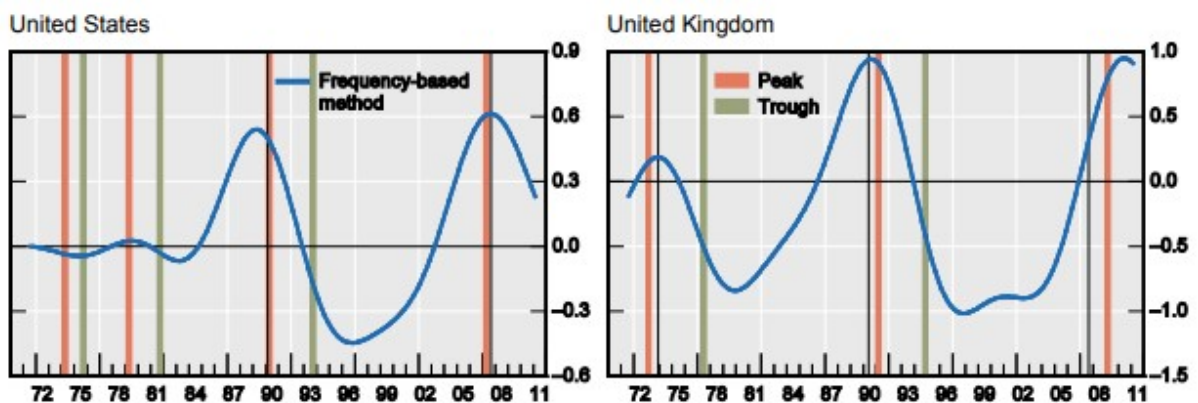 United States
0.9
Frequency-based
method
0.6
0.3
0.0
–0.3
–0.6
72 75 78 81 84 87 90 93 96 99 02 05 08 11
United Kingdom
1.0
Peak
Trough
0.5
0.0
–0.5
–1.0
–1.5
72 75 78 81 84 87 90 93 96 99 02 05 08 11